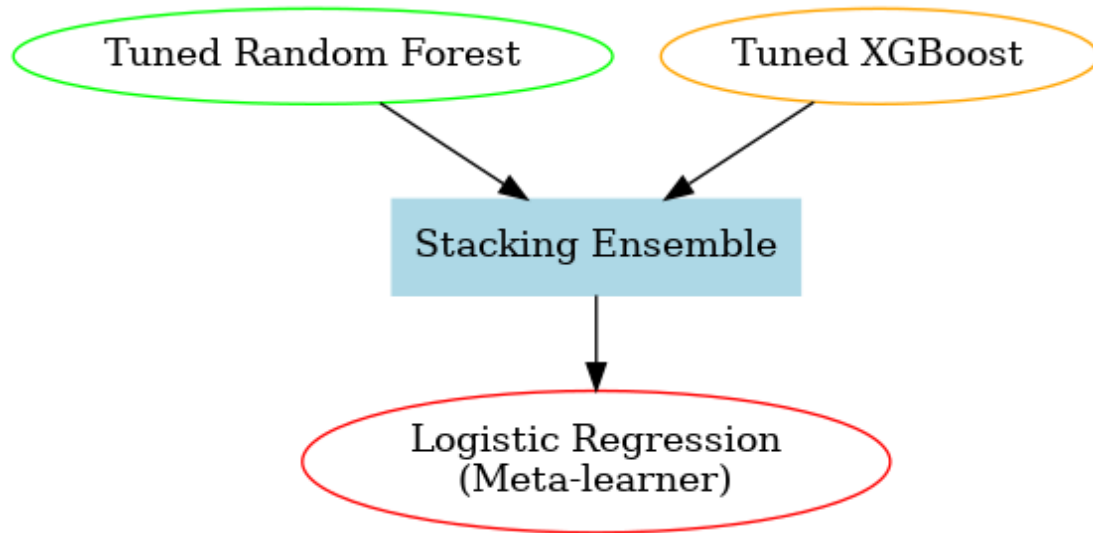 Tuned Random Forest
Tuned XGBoost
Stacking Ensemble
Logistic Regression
(Meta-learner)